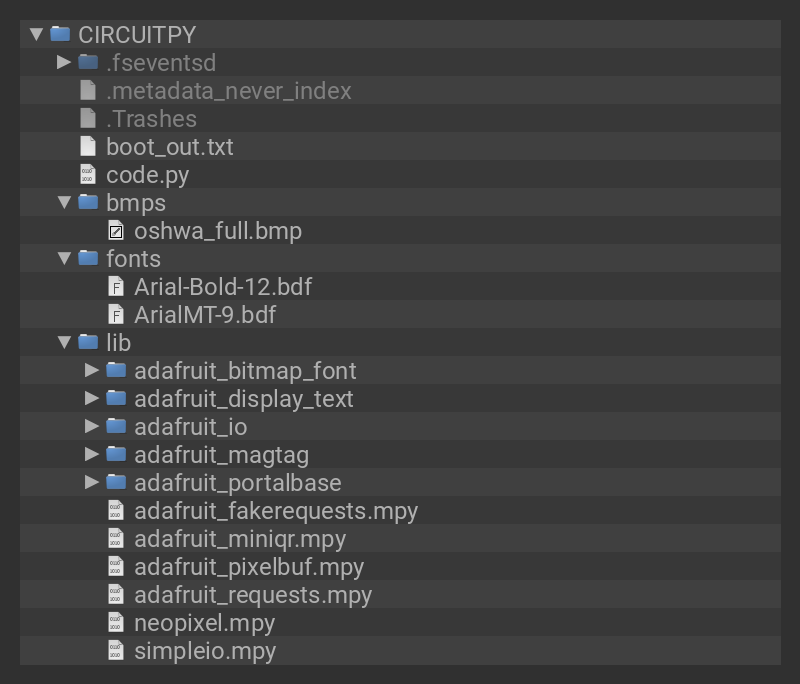 CIRCUITPY
.fseventsd
.metadata_never_index
.Trashes
boot_out.txt
code.py
bmps
oshwa_full.bmp
fonts
Arial-Bold-12.bdf
ArialMT-9.bdf
lib
adafruit_bitmap_font
adafruit_display_text
adafruit_io
adafruit_magtag
adafruit_portalbase
adafruit_fakerequests.mpy
adafruit_miniqr.mpy
adafruit_pixelbuf.mpy
adafruit_requests.mpy
neopixel.mpy
simpleio.mpy